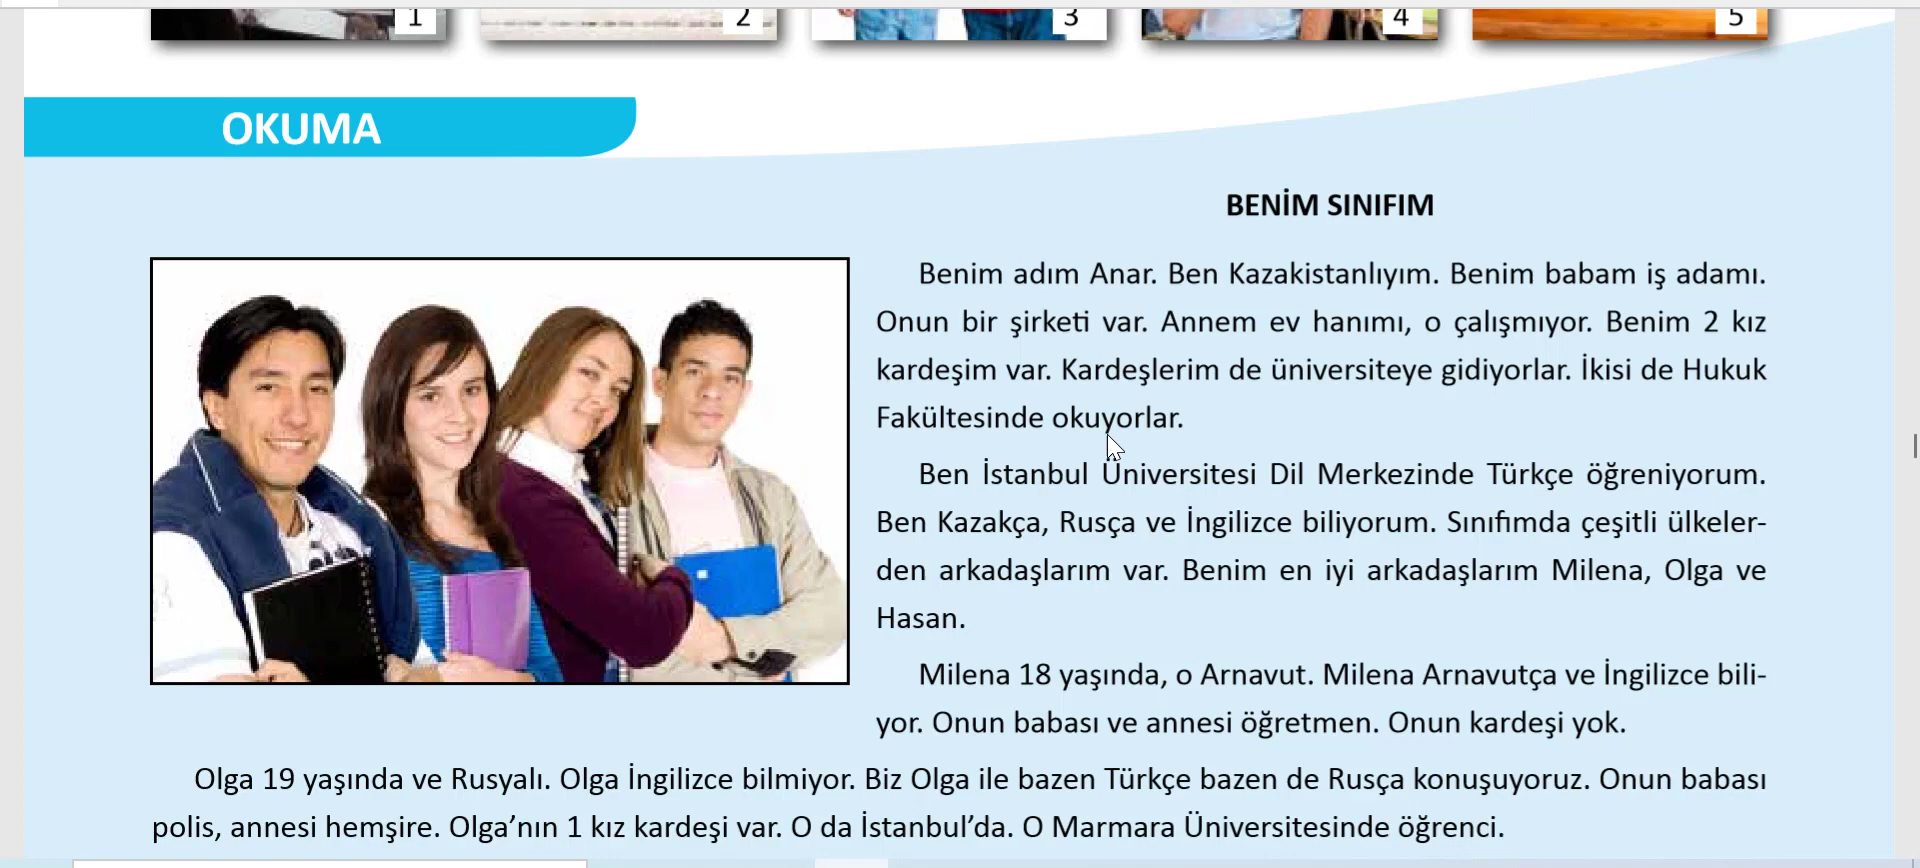 1
2
3
4
5
OKUMA
BENİM SINIFIM
Benim adım Anar. Ben Kazakistanlıyım. Benim babam iş adamı.
Onun bir şirketi var. Annem ev hanımı, o çalışmıyor. Benim 2 kız
kardeşim var. Kardeşlerim de üniversiteye gidiyorlar. İkisi de Hukuk
Fakültesinde okuyorlar.
Ben İstanbul Üniversitesi Dil Merkezinde Türkçe öğreniyorum.
Ben Kazakça, Rusça ve İngilizce biliyorum. Sınıfımda çeşitli ülkeler-
den arkadaşlarım var. Benim en iyi arkadaşlarım Milena, Olga ve
Hasan.
Milena 18 yaşında, o Arnavut. Milena Arnavutça ve İngilizce bili-
yor. Onun babası ve annesi öğretmen. Onun kardeşi yok.
Olga 19 yaşında ve Rusyalı. Olga İngilizce bilmiyor. Biz Olga ile bazen Türkçe bazen de Rusça konuşuyoruz. Onun babası
polis, annesi hemşire. Olga’nın 1 kız kardeşi var. O da İstanbul’da. O Marmara Üniversitesinde öğrenci.